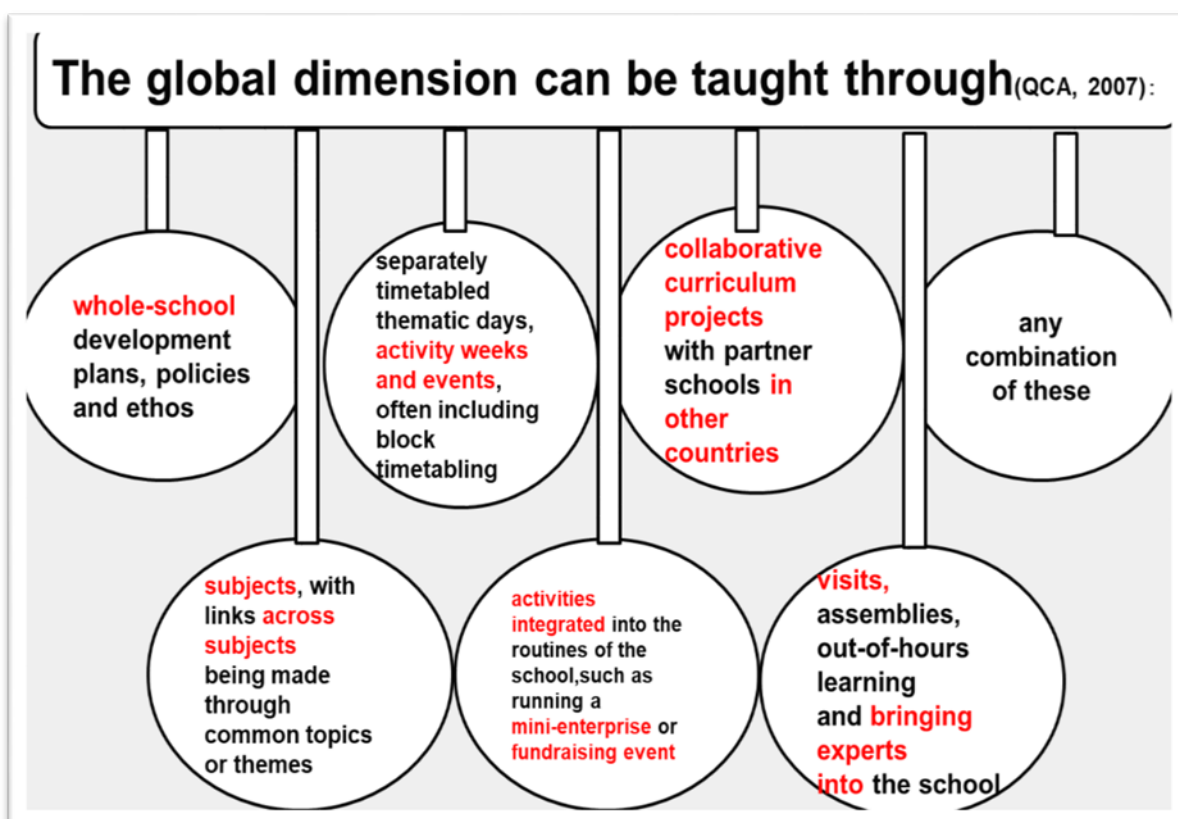 The global dimension can be taught through(QCA, 2007):
whole-school
development
plans, policies
and ethos
separately
timetabled
thematic days,
activity weeks
and events,
often including
block
timetabling
collaborative
curriculum
projects
with partner
schools in
other
countries
any
combination
of these
subjects, with
links across
subjects
being made
through
common topics
or themes
activities
integrated into the
routines of the
school,such as
running a
mini-enterprise or
fundraising event
visits,
assemblies,
out-of-hours
learning
and bringing
experts
into the school